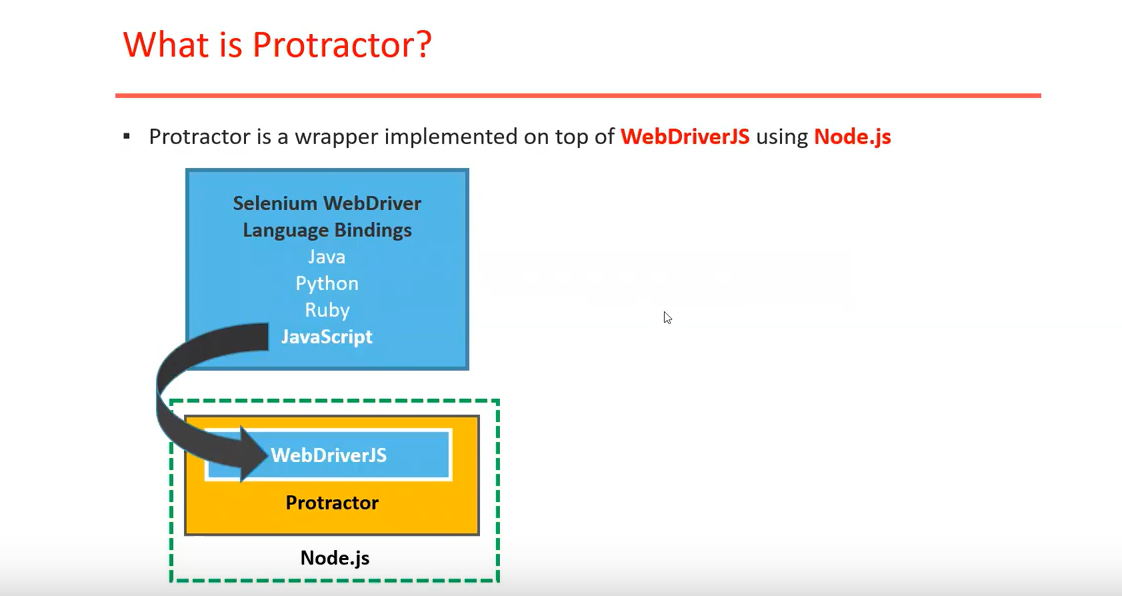 What is Protractor?
▪ Protractor is a wrapper implemented on top of WebDriverJS using Node.js
Selenium WebDriver
Language Bindings
Java
Python
Ruby
JavaScript
WebDriverJS
Protractor
Node.js